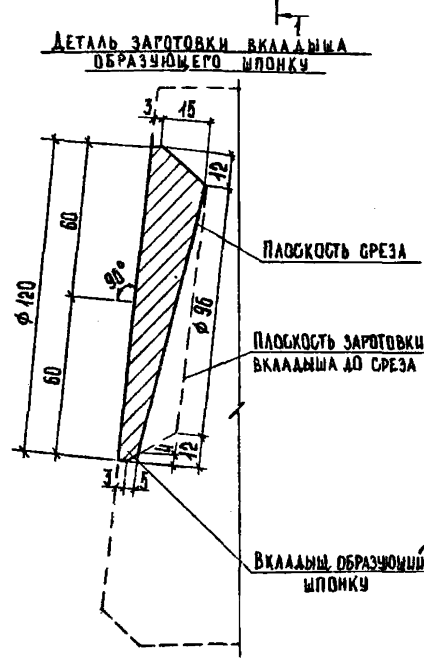 1
ДЕТАЛЬ ЗАГОТОВКИ ВКЛАДЫША
ОБРАЗУЮЩЕГО ШПОНКУ
3
15
12
60
90°
ПЛОСКОСТЬ СРЕЗА
ϕ 120
ϕ 96
ПЛОСКОСТЬ ЗАГОТОВКИ
ВКЛАДЫША ДО СРЕЗА
60
4
12
3
5
ВКЛАДЫШ, ОБРАЗУЮЩИЙ
ШПОНКУ